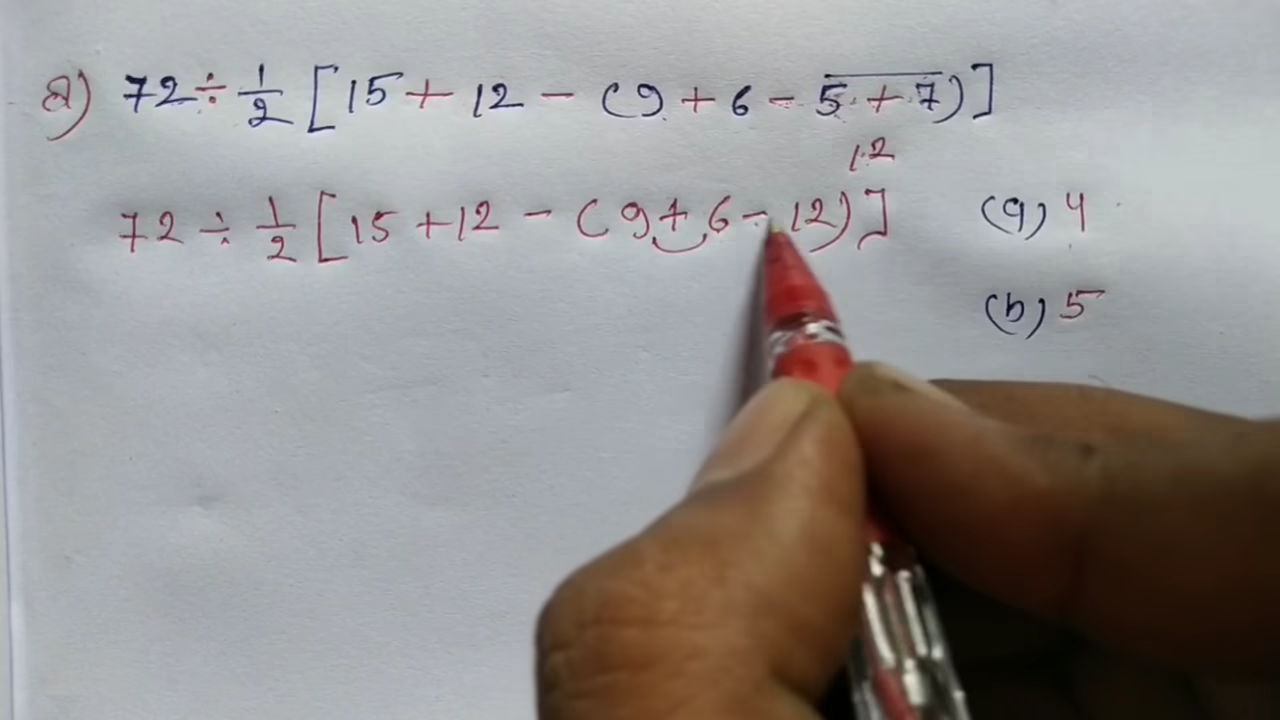 a) 72 ÷ 1/2 [15 + 12 - (9 + 6 - 5 + 7)]
12
72 ÷ 1/2 [15 + 12 - (9 + 6 - 12)]
(a) 4
(b) 5